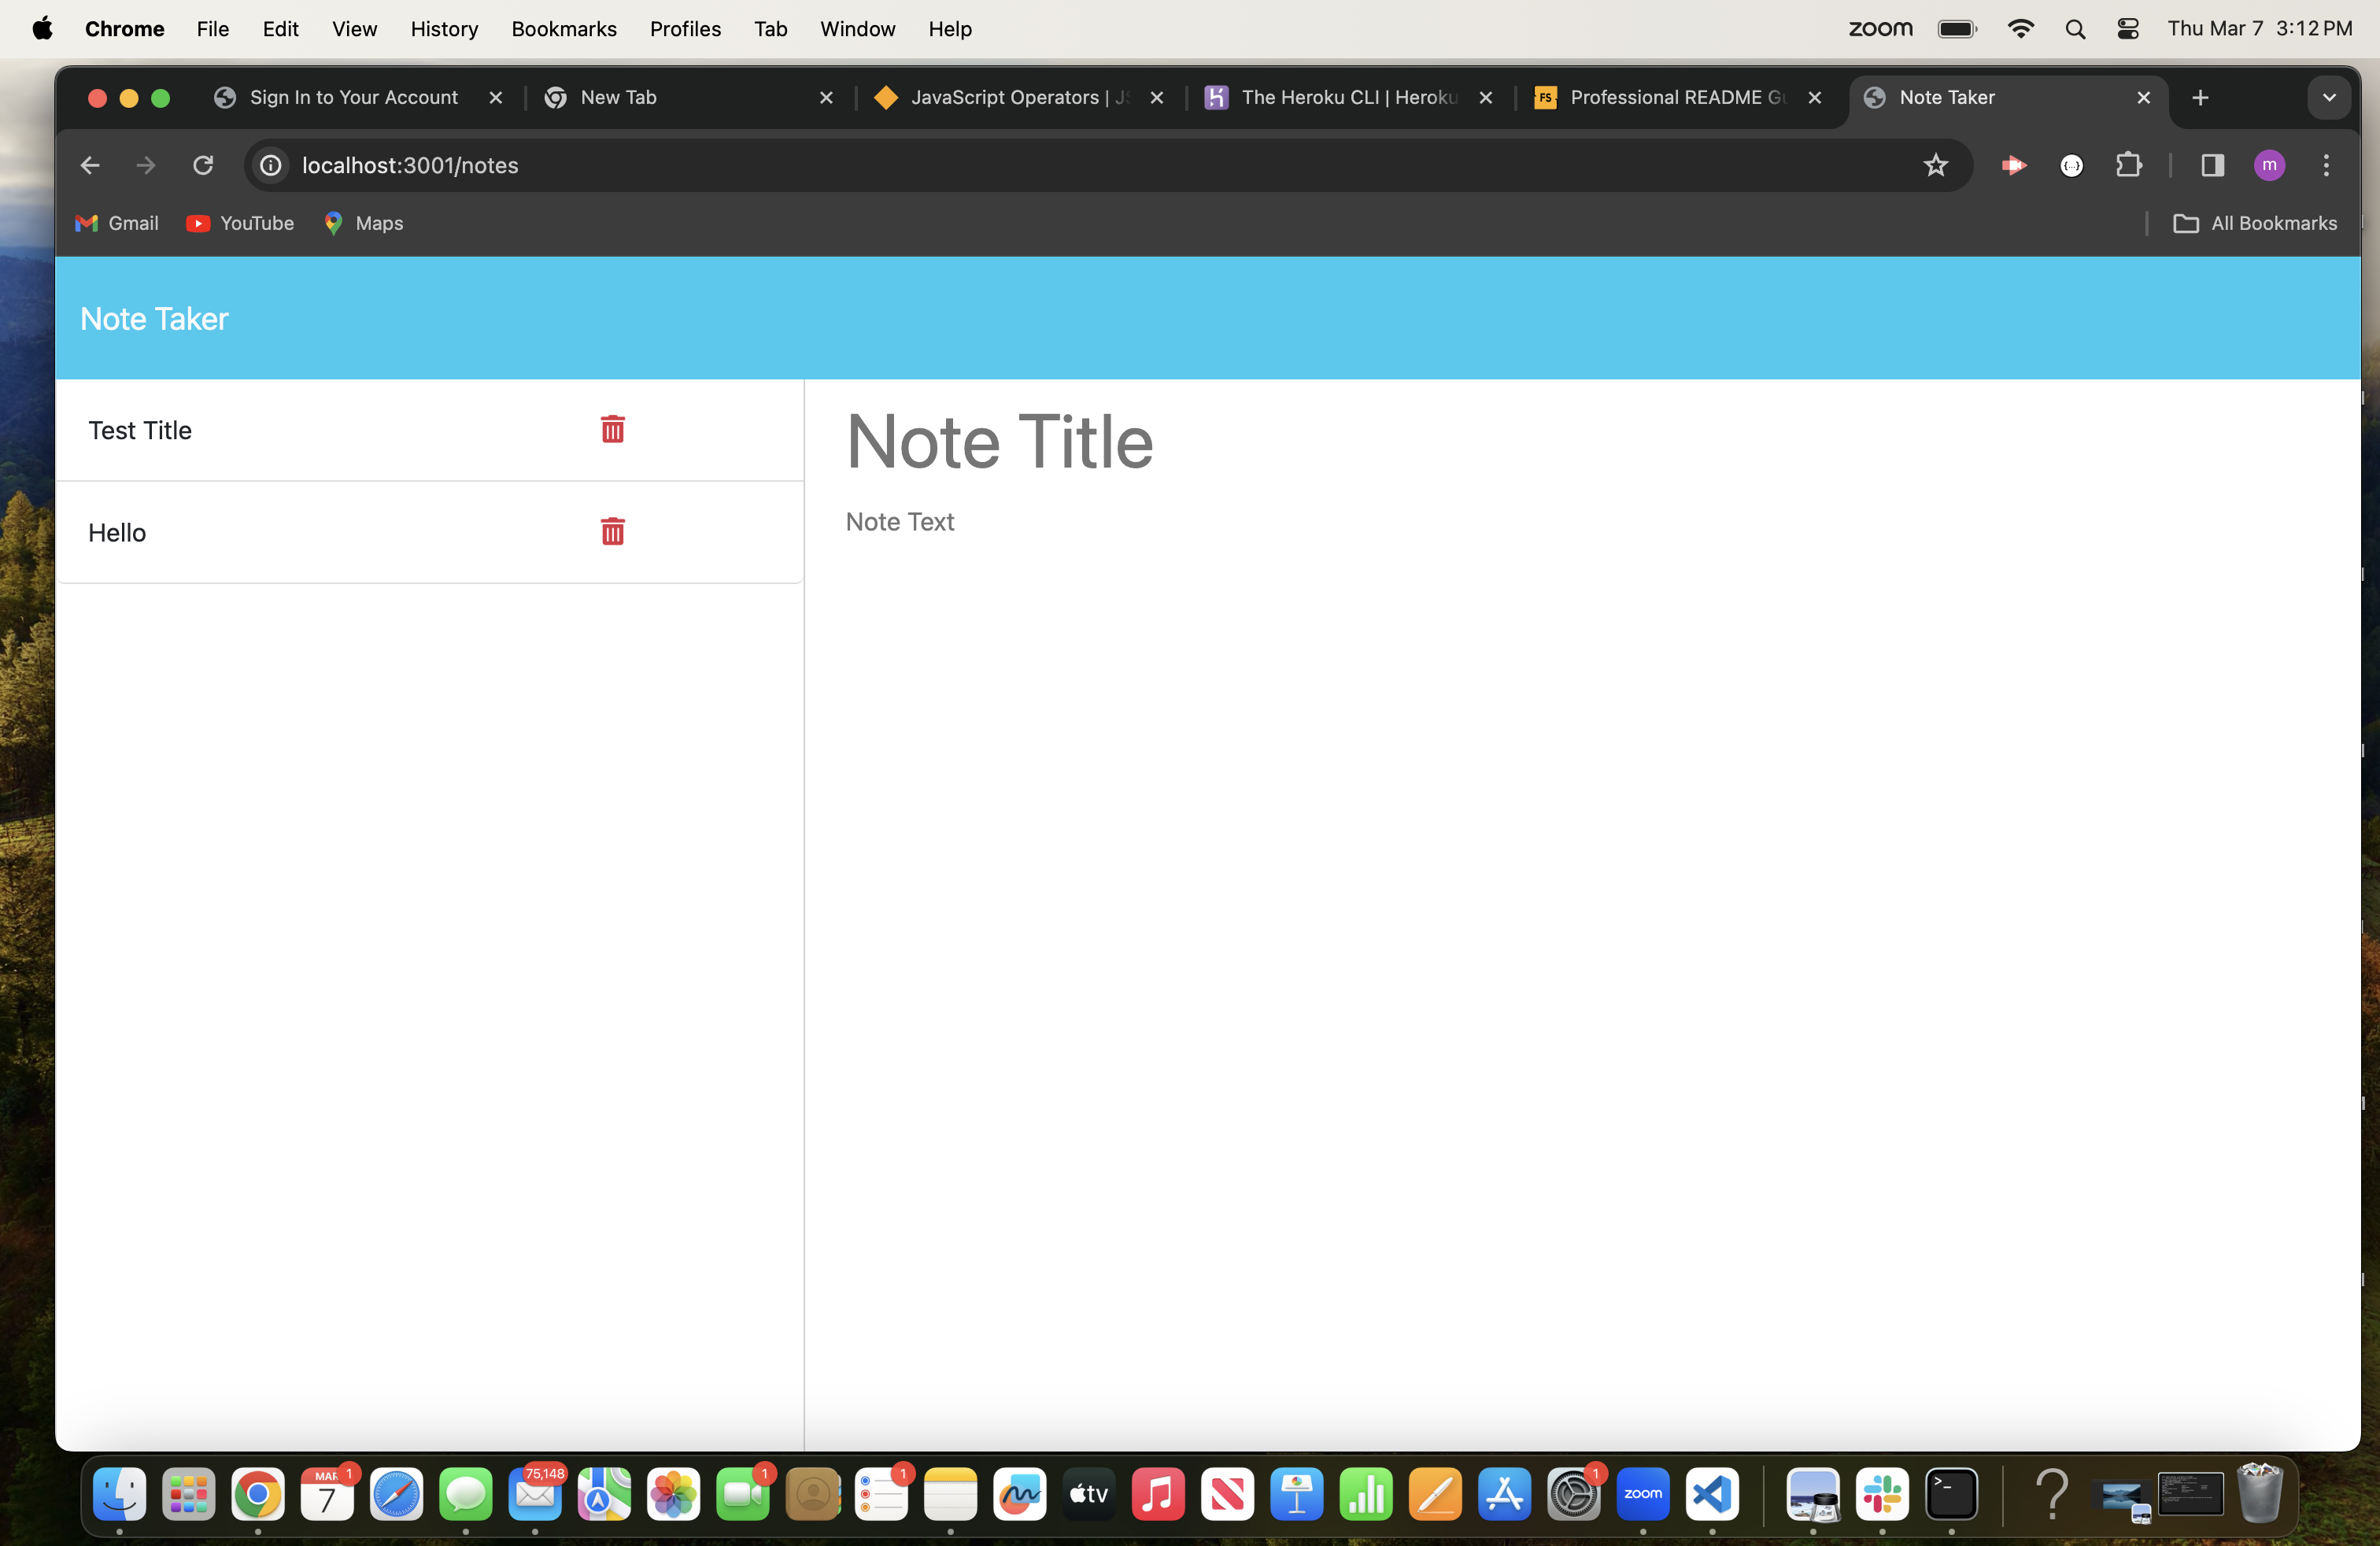 Chrome File Edit View History Bookmarks Profiles Tab Window Help zoom Thu Mar 7 3:12 PM
Sign In to Your Account New Tab JavaScript Operators | JS The Heroku CLI | Heroku Professional README Gu Note Taker
localhost:3001/notes m
Gmail YouTube Maps All Bookmarks
Note Taker
Test Title
Hello
Note Title
Note Text
MAR 7 1 75,148 1 1 tv 1 zoom